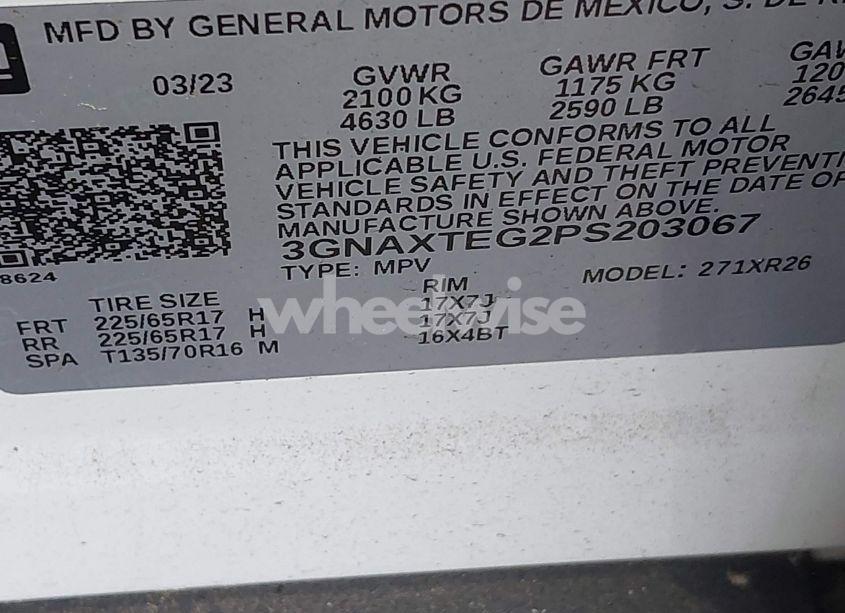 MFD BY GENERAL MOTORS DE MEXICO, S. DE
03/23
GVWR
2100 KG
4630 LB
GAWR FRT
1175 KG
2590 LB
THIS VEHICLE CONFORMS TO ALL
APPLICABLE U.S. FEDERAL MOTOR
VEHICLE SAFETY AND THEFT PREVENTI
STANDARDS IN EFFECT ON THE DATE OF
MANUFACTURE SHOWN ABOVE.
3GNAXTEG2PS203067
TYPE: MPV
MODEL: 271XR26
8624
TIRE SIZE RIM
FRT 225/65R17 H 17X7J
RR 225/65R17 H 17X7J
SPA T135/70R16 M 16X4BT
wheelwise